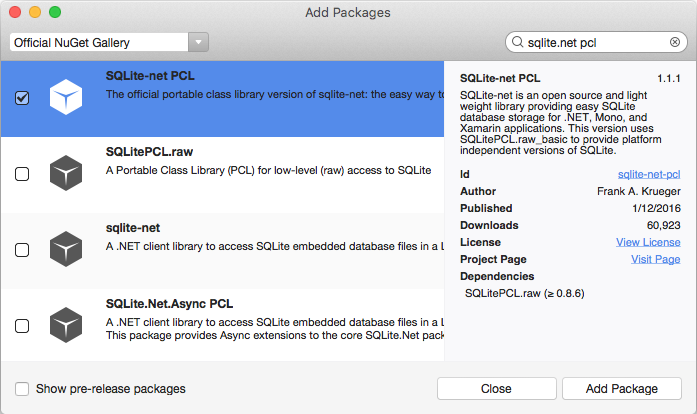 Add Packages
Official NuGet Gallery
sqlite.net pcl
SQLite-net PCL
The official portable class library version of sqlite-net: the easy way to
SQLitePCL.raw
A Portable Class Library (PCL) for low-level (raw) access to SQLite
sqlite-net
A .NET client library to access SQLite embedded database files in a L
SQLite.Net.Async PCL
A .NET client library to access SQLite embedded database files in a L
This package provides Async extensions to the core SQLite.Net pack
SQLite-net PCL 1.1.1
SQLite-net is an open source and light
weight library providing easy SQLite
database storage for .NET, Mono, and
Xamarin applications. This version uses
SQLitePCL.raw_basic to provide platform
independent versions of SQLite.
Id sqlite-net-pcl
Author Frank A. Krueger
Published 1/12/2016
Downloads 60,923
License View License
Project Page Visit Page
Dependencies
SQLitePCL.raw (≥ 0.8.6)
Show pre-release packages
Close
Add Package